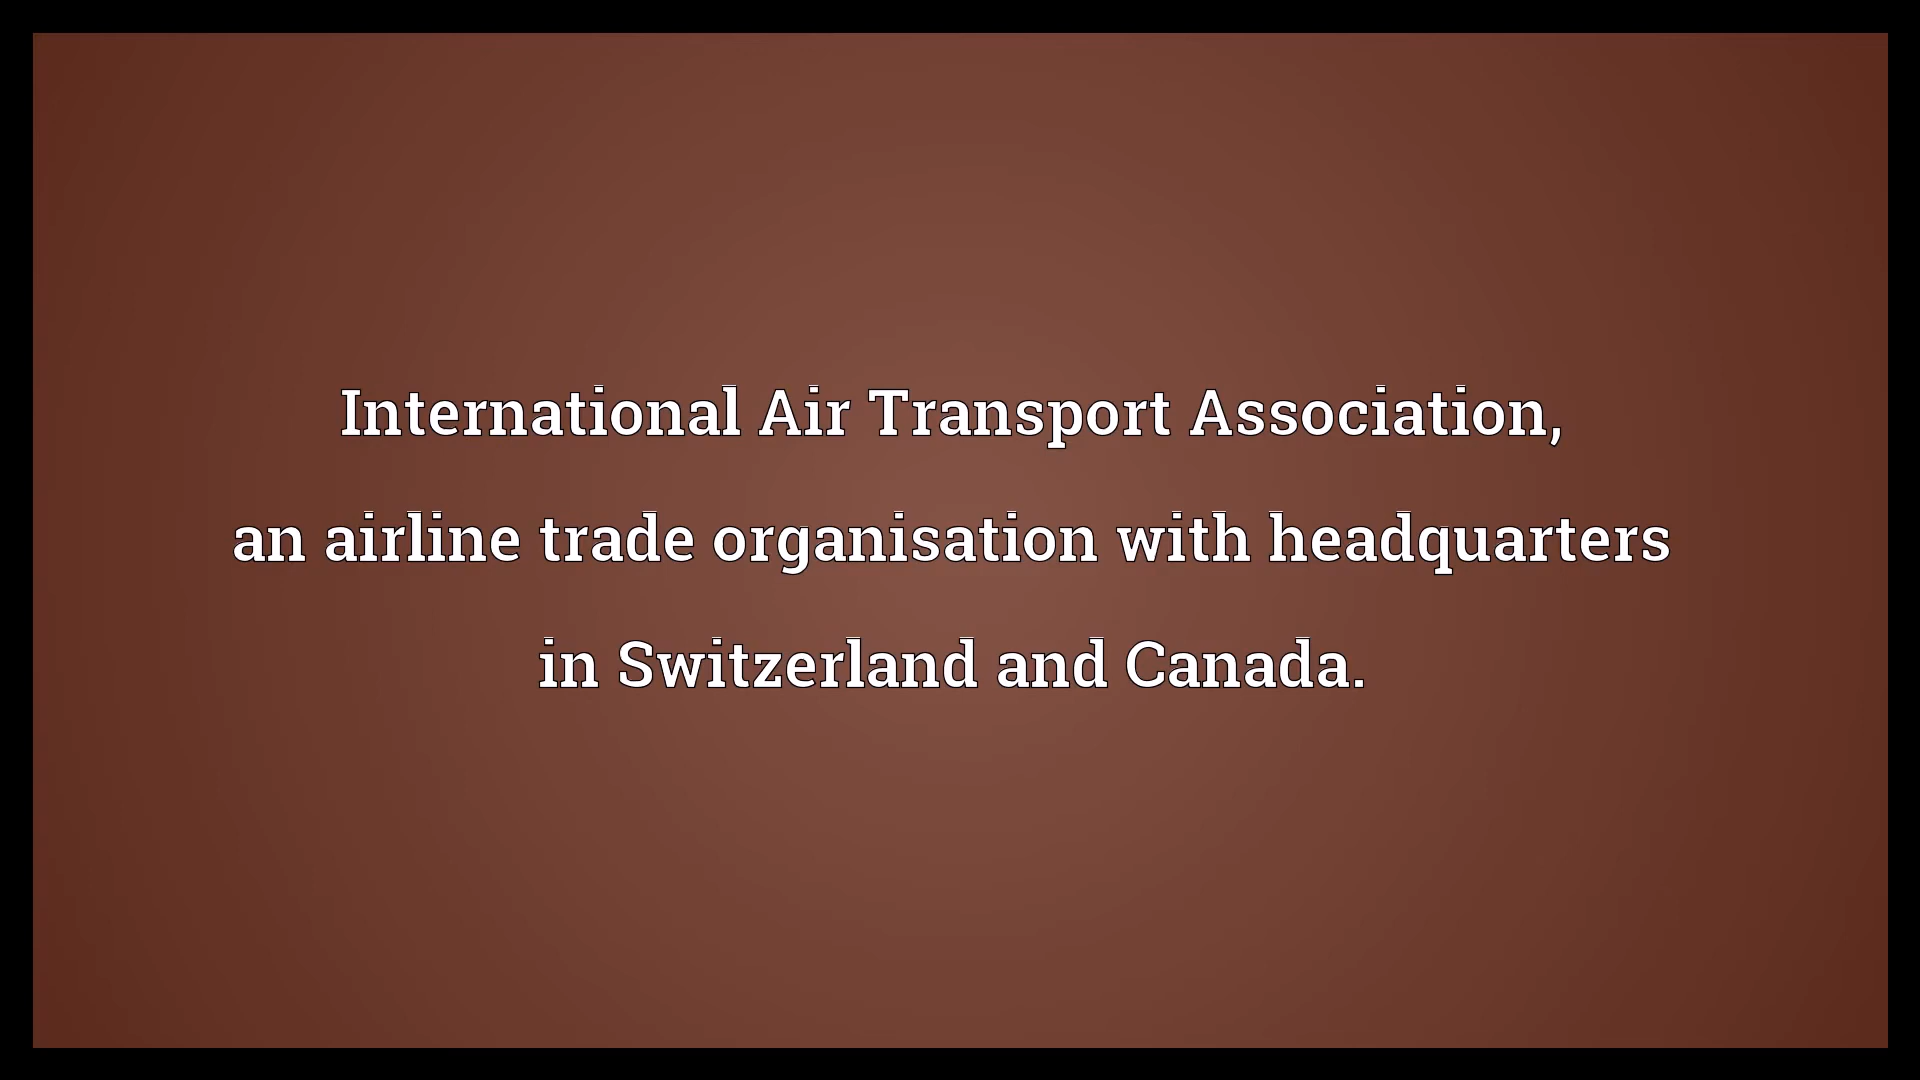 International Air Transport Association,
an airline trade organisation with headquarters
in Switzerland and Canada.